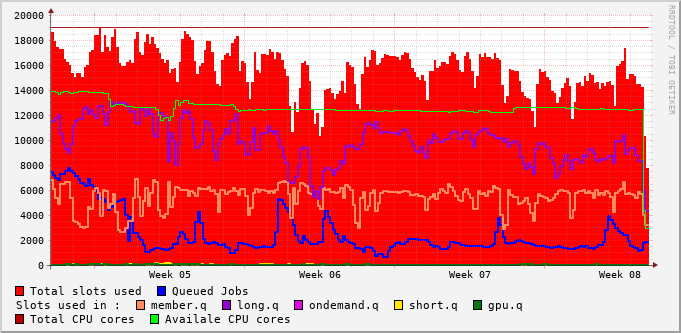 20000
18000
16000
14000
12000
10000
8000
6000
4000
2000
0
Week 05 Week 06 Week 07 Week 08
Total slots used Queued Jobs
Slots used in : member.q long.q ondemand.q short.q gpu.q
Total CPU cores Availale CPU cores
RRDTOOL / TOBI OETIKER